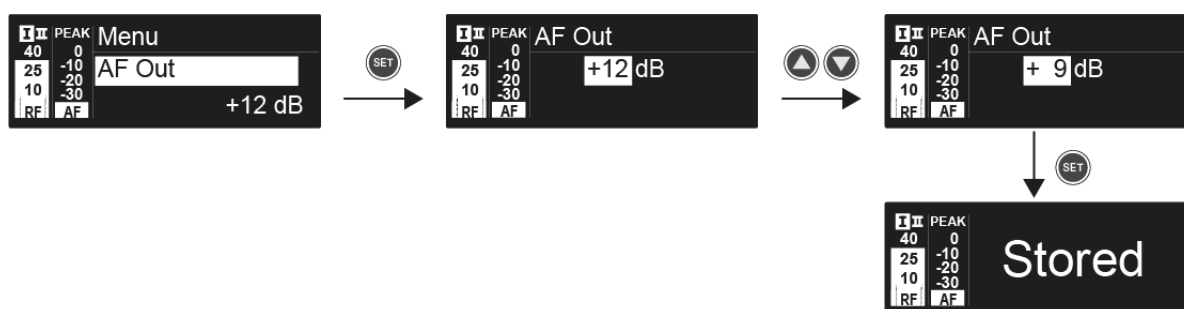 I II PEAK Menu
40 0
25 -10 AF Out
-20
10 -30 +12 dB
RF AF
SET
I II PEAK AF Out
40 0
25 -10 +12 dB
-20
10 -30
RF AF
I II PEAK AF Out
40 0
25 -10 + 9 dB
-20
10 -30
RF AF
SET
I II PEAK
40 0
25 -10 Stored
-20
10 -30
RF AF